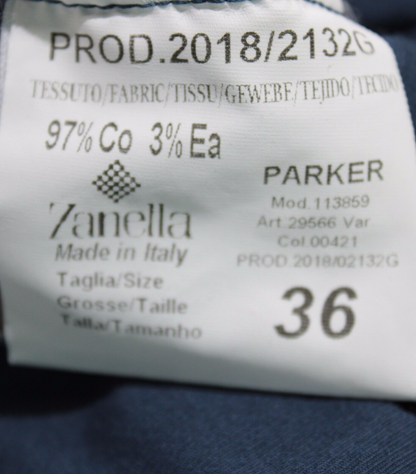 PROD.2018/2132G
TESSUTO/FABRIC/TISSU/GEWEBE/TEJIDO/TECIDO
97% Co 3% Ea
Zanella
Made in Italy
Taglia/Size
Grosse/Taille
Talla/Tamanho
PARKER
Mod.113859
Art.29566 Var
Col.00421
PROD.2018/02132G
36